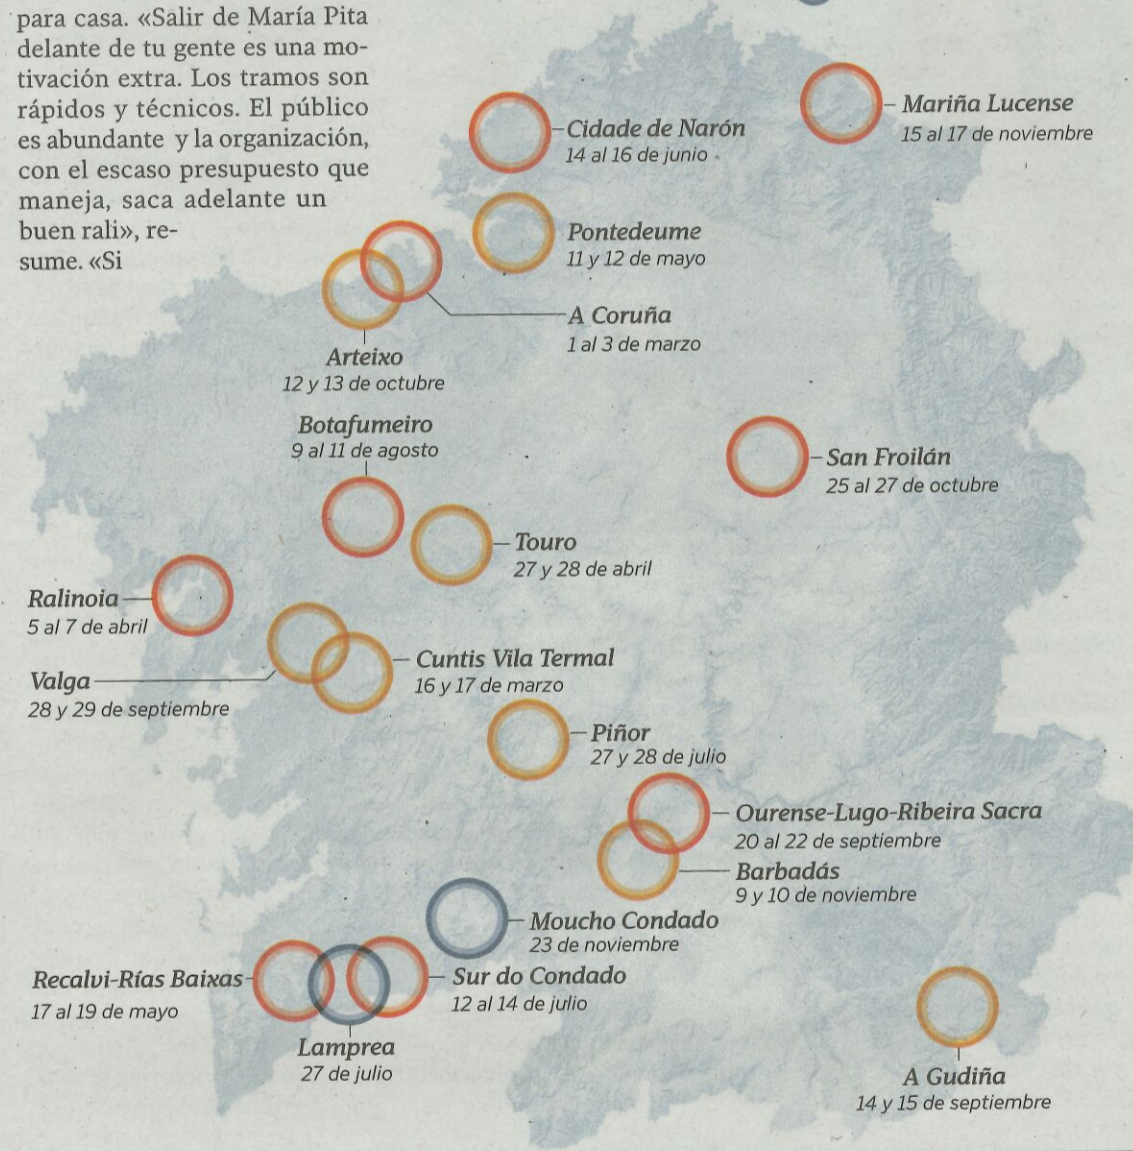 para casa. «Salir de María Pita
delante de tu gente es una mo-
tivación extra. Los tramos son
rápidos y técnicos. El público
es abundante y la organización,
con el escaso presupuesto que
maneja, saca adelante un
buen rali», re-
sume. «Si
Mariña Lucense
15 al 17 de noviembre
Cidade de Narón
14 al 16 de junio
Pontedeume
11 y 12 de mayo
A Coruña
1 al 3 de marzo
Arteixo
12 y 13 de octubre
Botafumeiro
9 al 11 de agosto
San Froilán
25 al 27 de octubre
Touro
27 y 28 de abril
Ralinoia
5 al 7 de abril
Cuntis Vila Termal
16 y 17 de marzo
Valga
28 y 29 de septiembre
Piñor
27 y 28 de julio
Ourense-Lugo-Ribeira Sacra
20 al 22 de septiembre
Barbadás
9 y 10 de noviembre
Moucho Condado
23 de noviembre
Recalvi-Rías Baixas
17 al 19 de mayo
Sur do Condado
12 al 14 de julio
Lamprea
27 de julio
A Gudiña
14 y 15 de septiembre